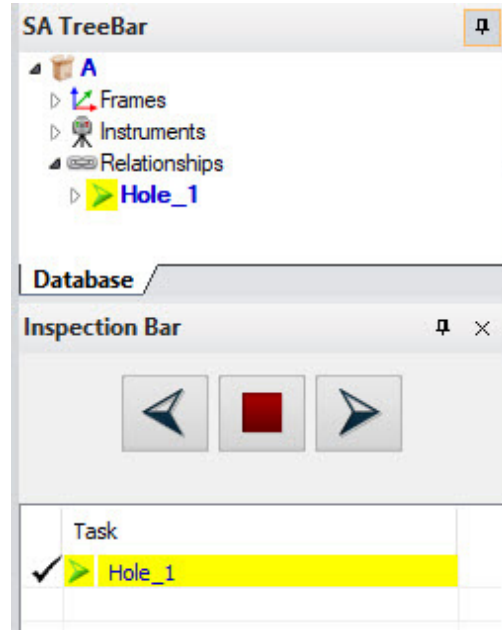 SA TreeBar
A
Frames
Instruments
Relationships
Hole_1
Database
Inspection Bar
Task
Hole_1